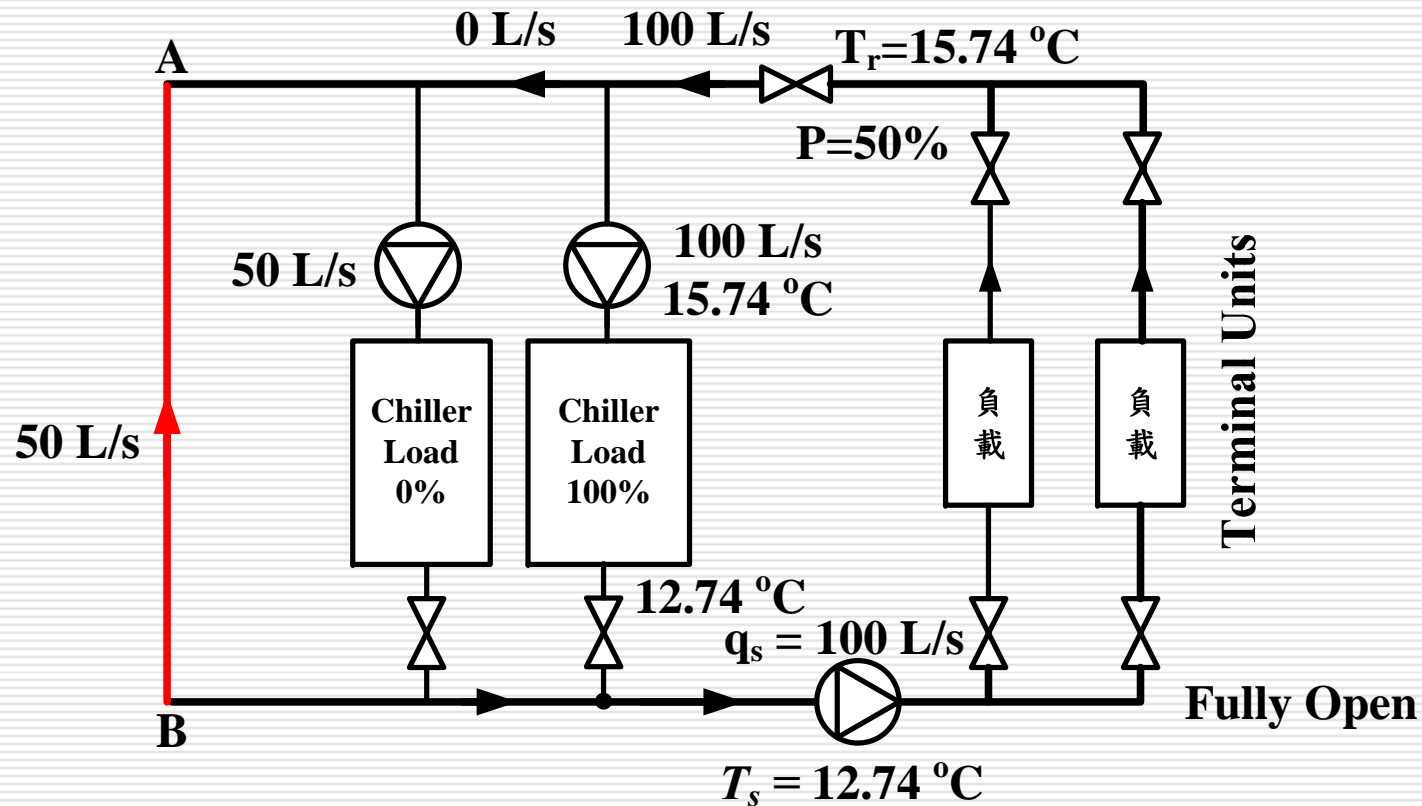 0 L/s
100 L/s
A
Tr=15.74 oC
P=50%
50 L/s
100 L/s
15.74 oC
Chiller
Load
0%
Chiller
Load
100%
負
載
負
載
Terminal Units
50 L/s
12.74 oC
qs = 100 L/s
B
Fully Open
Ts = 12.74 oC